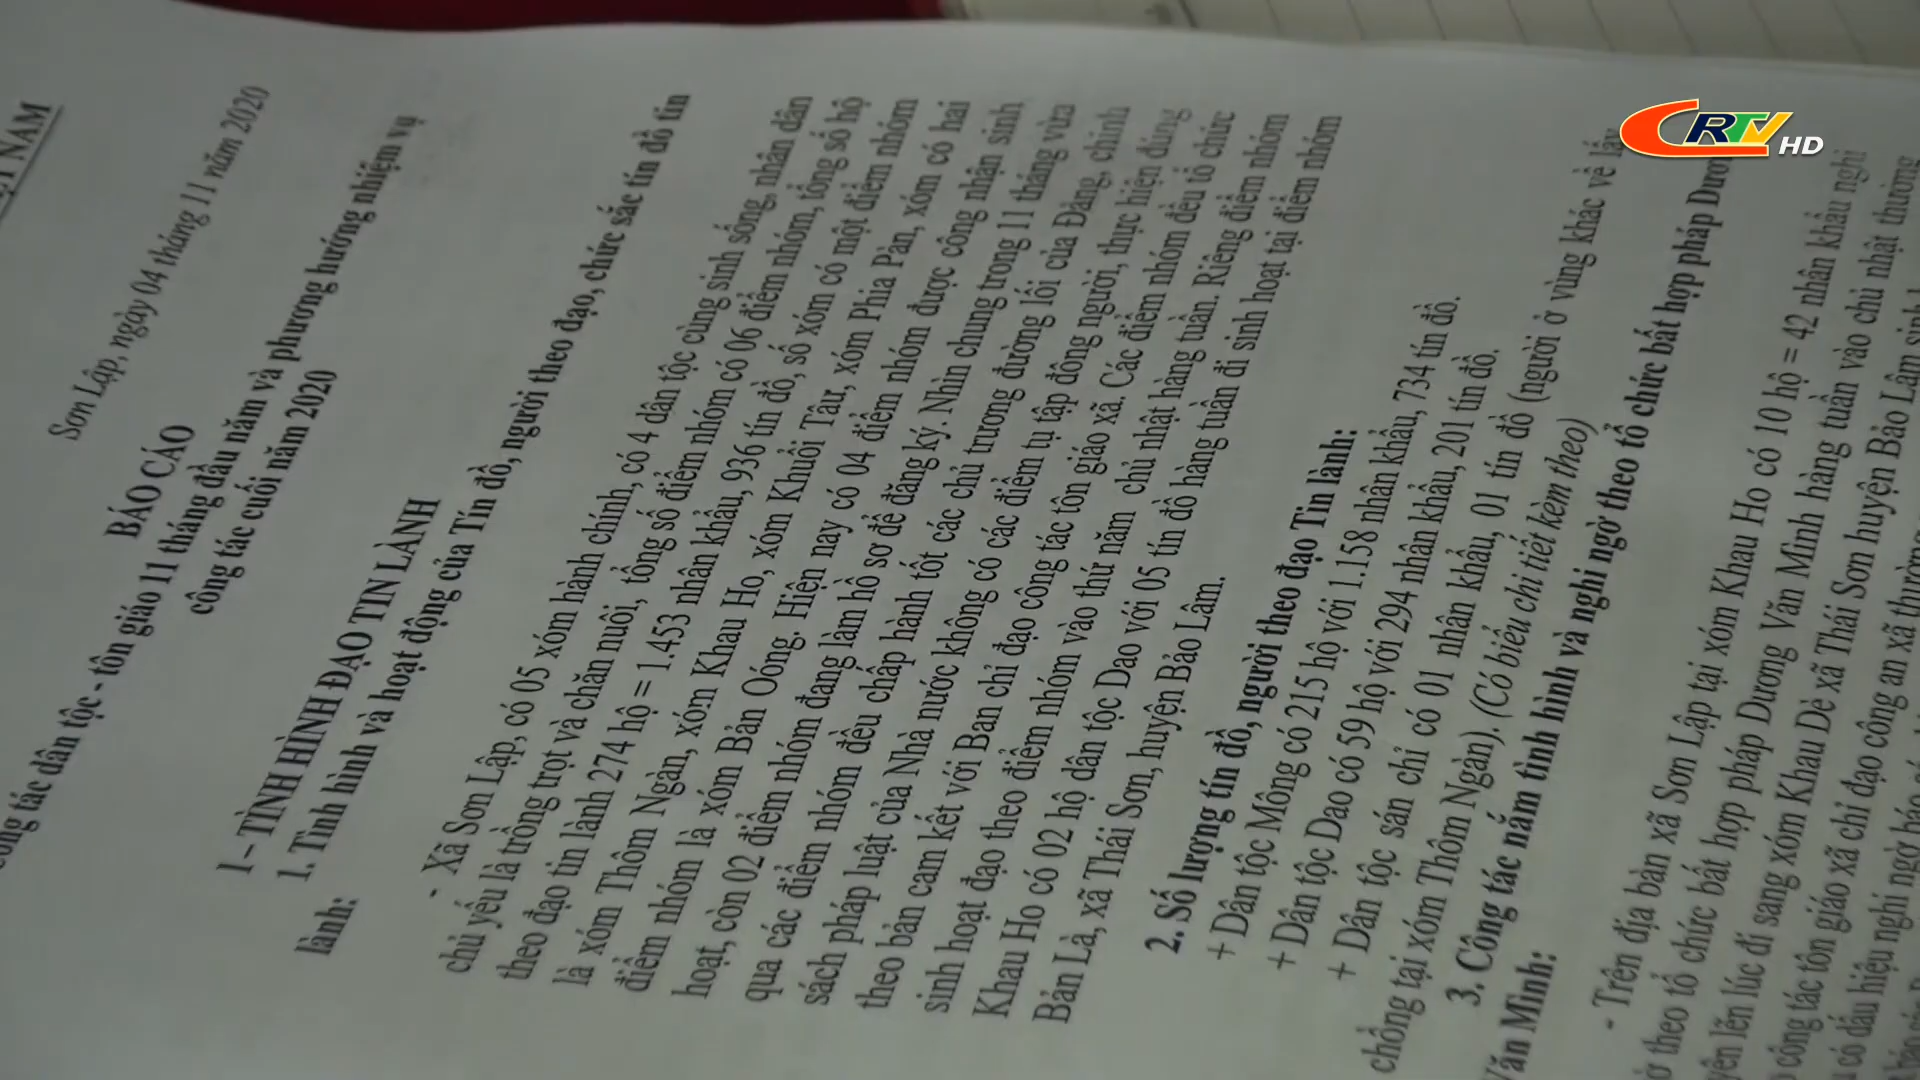 NAM
Sơn Lập, ngày 04 tháng 11 năm 2020
BÁO CÁO
công tác dân tộc - tôn giáo 11 tháng đầu năm và phương hướng nhiệm vụ
công tác cuối năm 2020
1- TÌNH HÌNH ĐẠO TIN LÀNH
1. Tình hình và hoạt động của Tín đồ, người theo đạo, chức sắc tín đồ tin
lành:
- Xã Sơn Lập, có 05 xóm hành chính, có 4 dân tộc cùng sinh sống, nhân dân
chủ yếu là trồng trọt và chăn nuôi, tổng số điểm nhóm có 06 điểm nhóm, tổng số hộ
theo đạo tin lành 274 hộ = 1.453 nhân khẩu, 936 tín đồ, số xóm có một điểm nhóm
là xóm Thôm Ngàn, xóm Khau Ho, xóm Khuổi Tâư, xóm Phia Pàn, xóm có hai
điểm nhóm là xóm Bản Oóng. Hiện nay có 04 điểm nhóm được công nhận sinh
hoạt, còn 02 điểm nhóm đang làm hồ sơ để đăng ký. Nhìn chung trong 11 tháng vừa
qua các điểm nhóm đều chấp hành tốt các chủ trương đường lối của Đảng, chính
sách pháp luật của Nhà nước không có các điểm tụ tập đông người, thực hiện đúng
theo bản cam kết với Ban chỉ đạo công tác tôn giáo xã. Các điểm nhóm đều tổ chức
sinh hoạt đạo theo điểm nhóm vào thứ năm chủ nhật hàng tuần. Riêng điểm nhóm
Khau Ho có 02 hộ dân tộc Dao với 05 tín đồ hàng tuần đi sinh hoạt tại điểm nhóm
Bản Là, xã Thái Sơn, huyện Bảo Lâm.
2. Số lượng tín đồ, người theo đạo Tin lành:
+ Dân tộc Mông có 215 hộ với 1.158 nhân khẩu, 734 tín đồ.
+ Dân tộc Dao có 59 hộ với 294 nhân khẩu, 201 tín đồ.
+ Dân tộc sán chỉ có 01 nhân khẩu, 01 tín đồ (người ở vùng khác về lấy
chồng tại xóm Thôm Ngàn). (Có biểu chi tiết kèm theo)
3. Công tác nắm tình hình và nghi ngờ theo tổ chức bất hợp pháp Dương
Văn Minh:
- Trên địa bàn xã Sơn Lập tại xóm Khau Ho có 10 hộ = 42 nhân khẩu nghi
theo tổ chức bất hợp pháp Dương Văn Minh hàng tuần vào chủ nhật thường
lên lúc đi sang xóm Khau Dè xã Thái Sơn huyện Bảo Lâm sinh
công tác tôn giáo xã chỉ đạo công an xã
có dấu hiệu nghi ngờ
CRTV HD